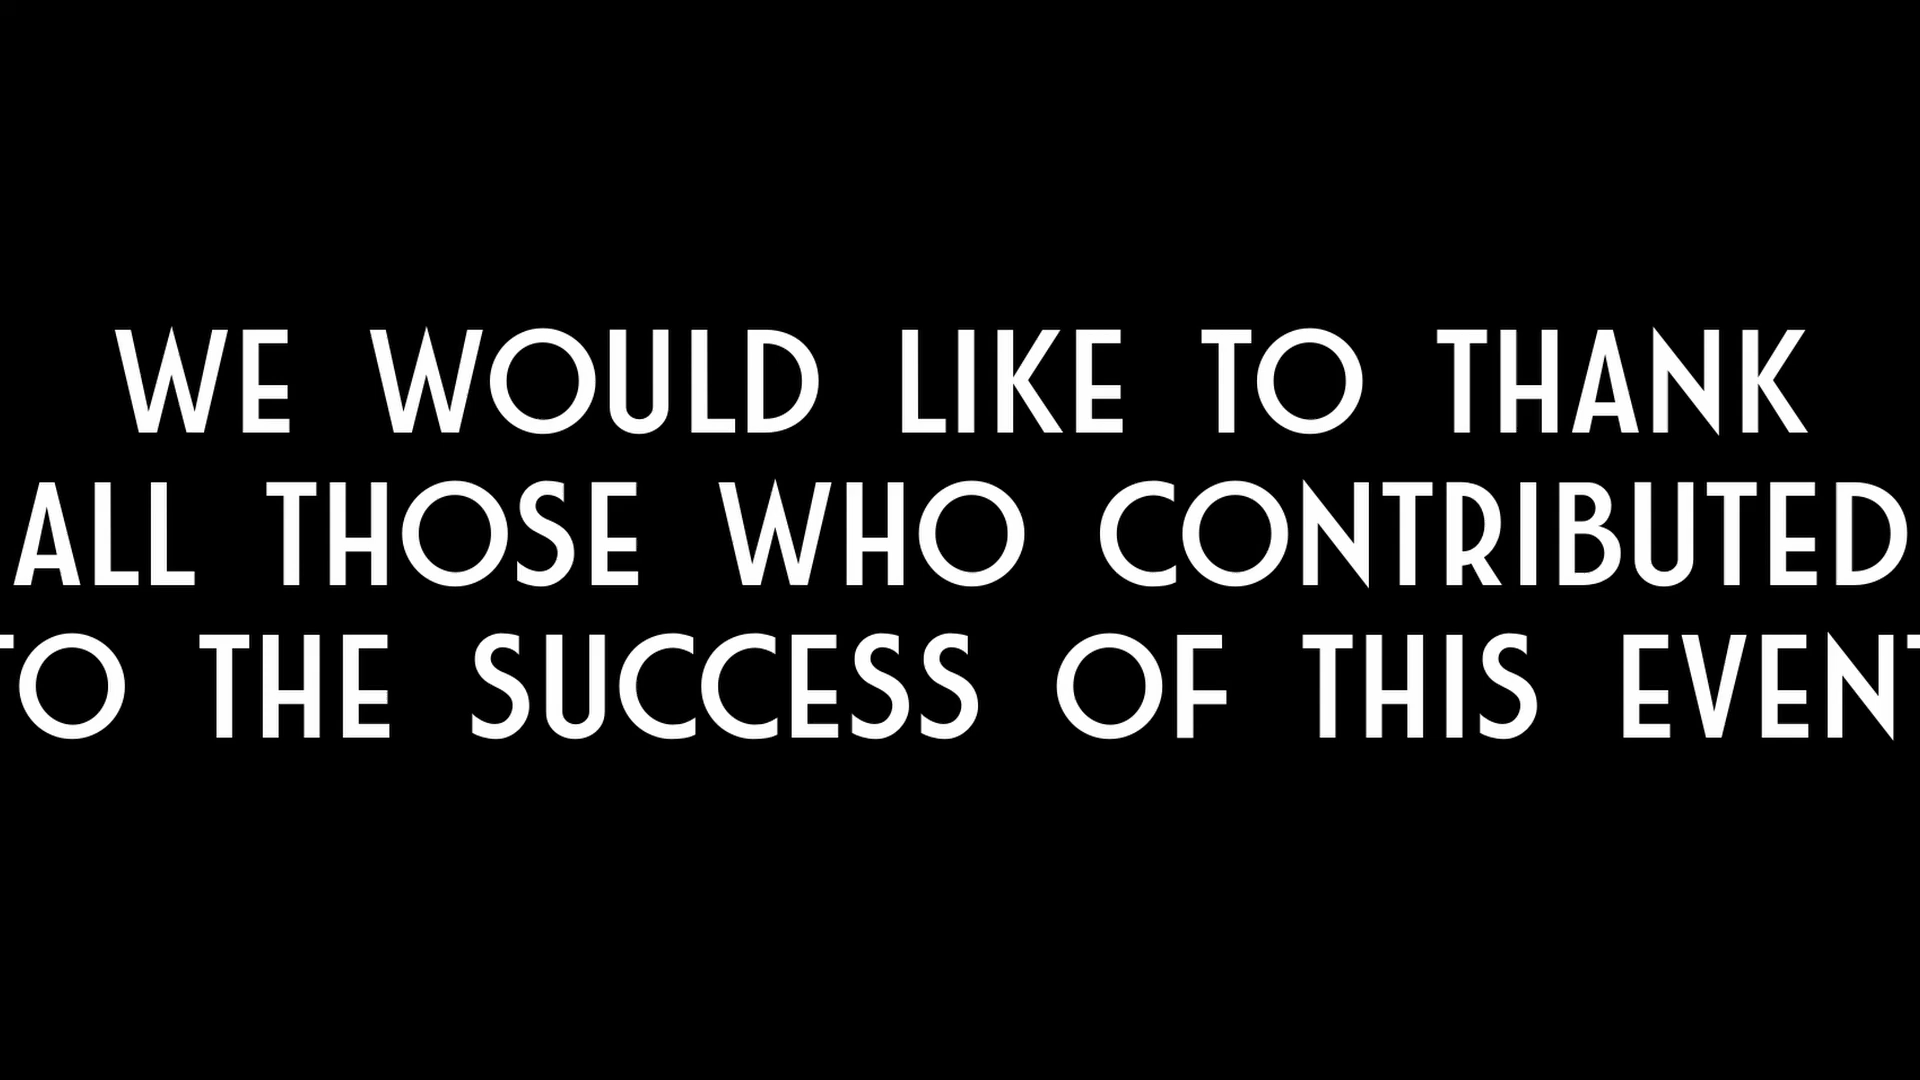 WE WOULD LIKE TO THANK
ALL THOSE WHO CONTRIBUTED
TO THE SUCCESS OF THIS EVENT